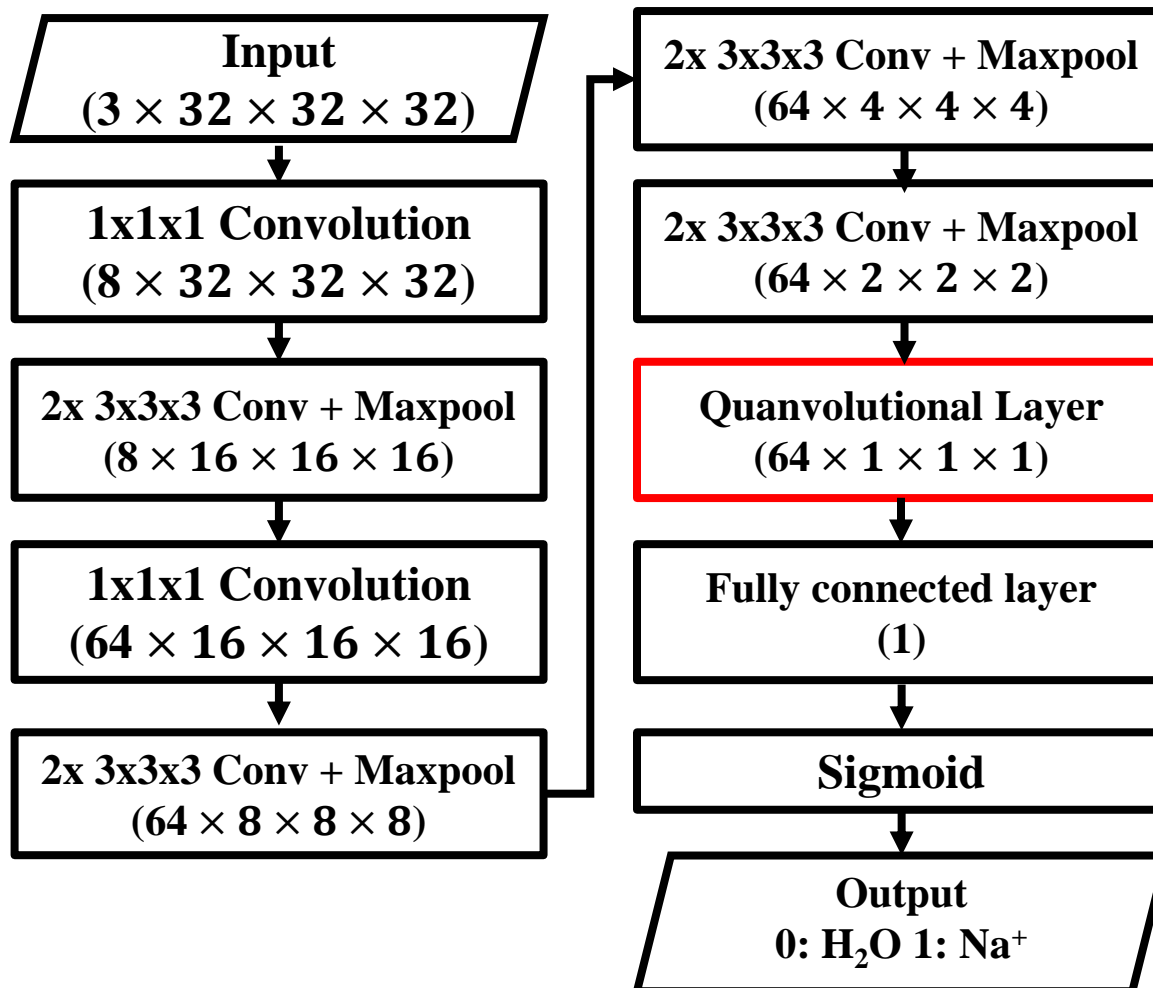 Input
(3 × 32 × 32 × 32)
1x1x1 Convolution
(8 × 32 × 32 × 32)
2x 3x3x3 Conv + Maxpool
(8 × 16 × 16 × 16)
1x1x1 Convolution
(64 × 16 × 16 × 16)
2x 3x3x3 Conv + Maxpool
(64 × 8 × 8 × 8)
2x 3x3x3 Conv + Maxpool
(64 × 4 × 4 × 4)
2x 3x3x3 Conv + Maxpool
(64 × 2 × 2 × 2)
Quanvolutional Layer
(64 × 1 × 1 × 1)
Fully connected layer
(1)
Sigmoid
Output
0: H₂O 1: Na⁺